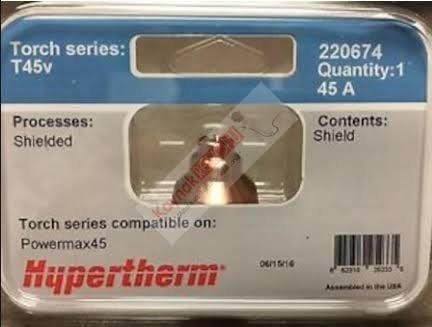 Torch series:
T45v
220674
Quantity:1
45 A
Processes:
Shielded
Contents:
Shield
Torch series compatible on:
Powermax45
Hypertherm®
06/15/16
Assembled in the USA